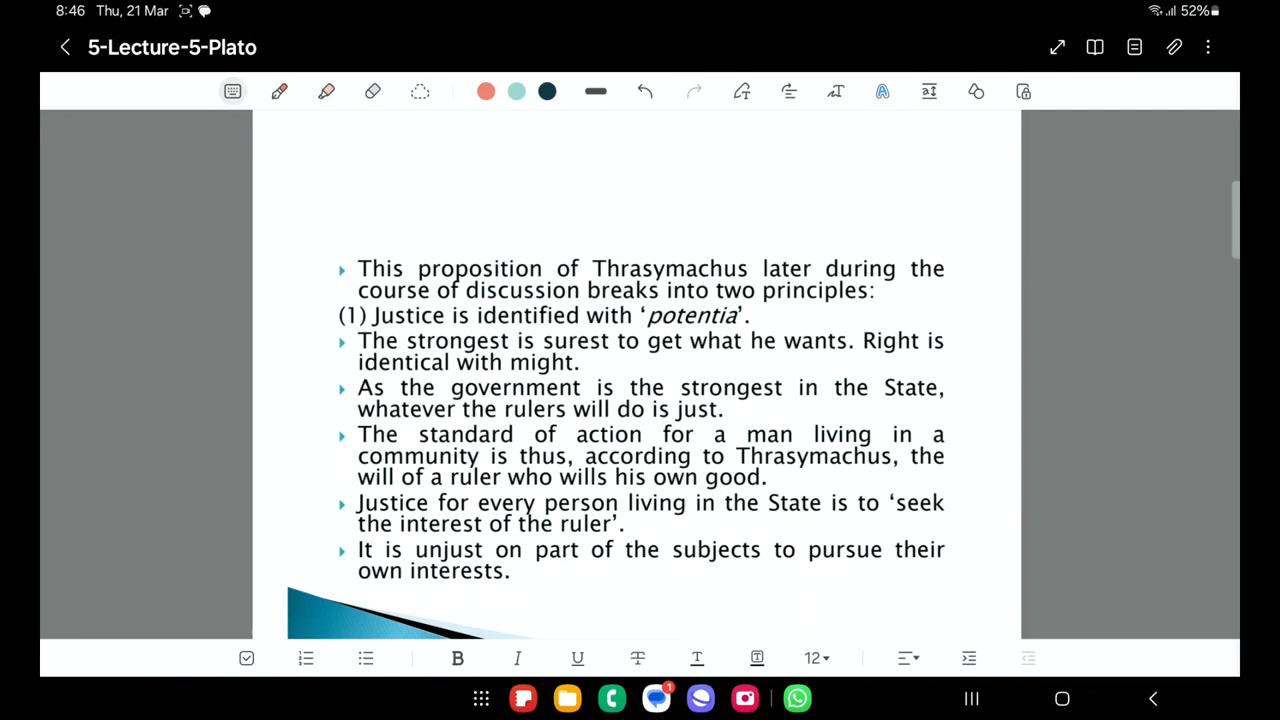 8:46 Thu, 21 Mar 52%
5-Lecture-5-Plato
This proposition of Thrasymachus later during the
course of discussion breaks into two principles:
(1) Justice is identified with ‘potentia’.
The strongest is surest to get what he wants. Right is
identical with might.
As the government is the strongest in the State,
whatever the rulers will do is just.
The standard of action for a man living in a
community is thus, according to Thrasymachus, the
will of a ruler who wills his own good.
Justice for every person living in the State is to ‘seek
the interest of the ruler’.
It is unjust on part of the subjects to pursue their
own interests.
B I U T T T 12
1